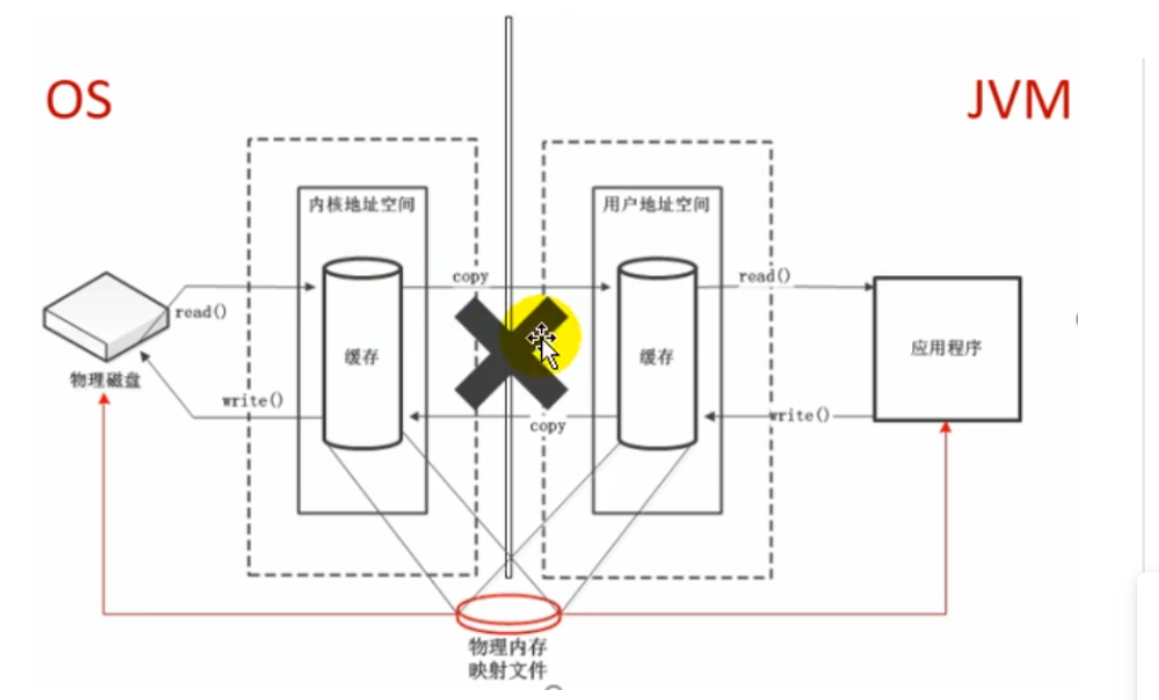 OS
JVM
内核地址空间
用户地址空间
copy
read()
read()
缓存
缓存
应用程序
物理磁盘
write()
copy
write()
物理内存
映射文件